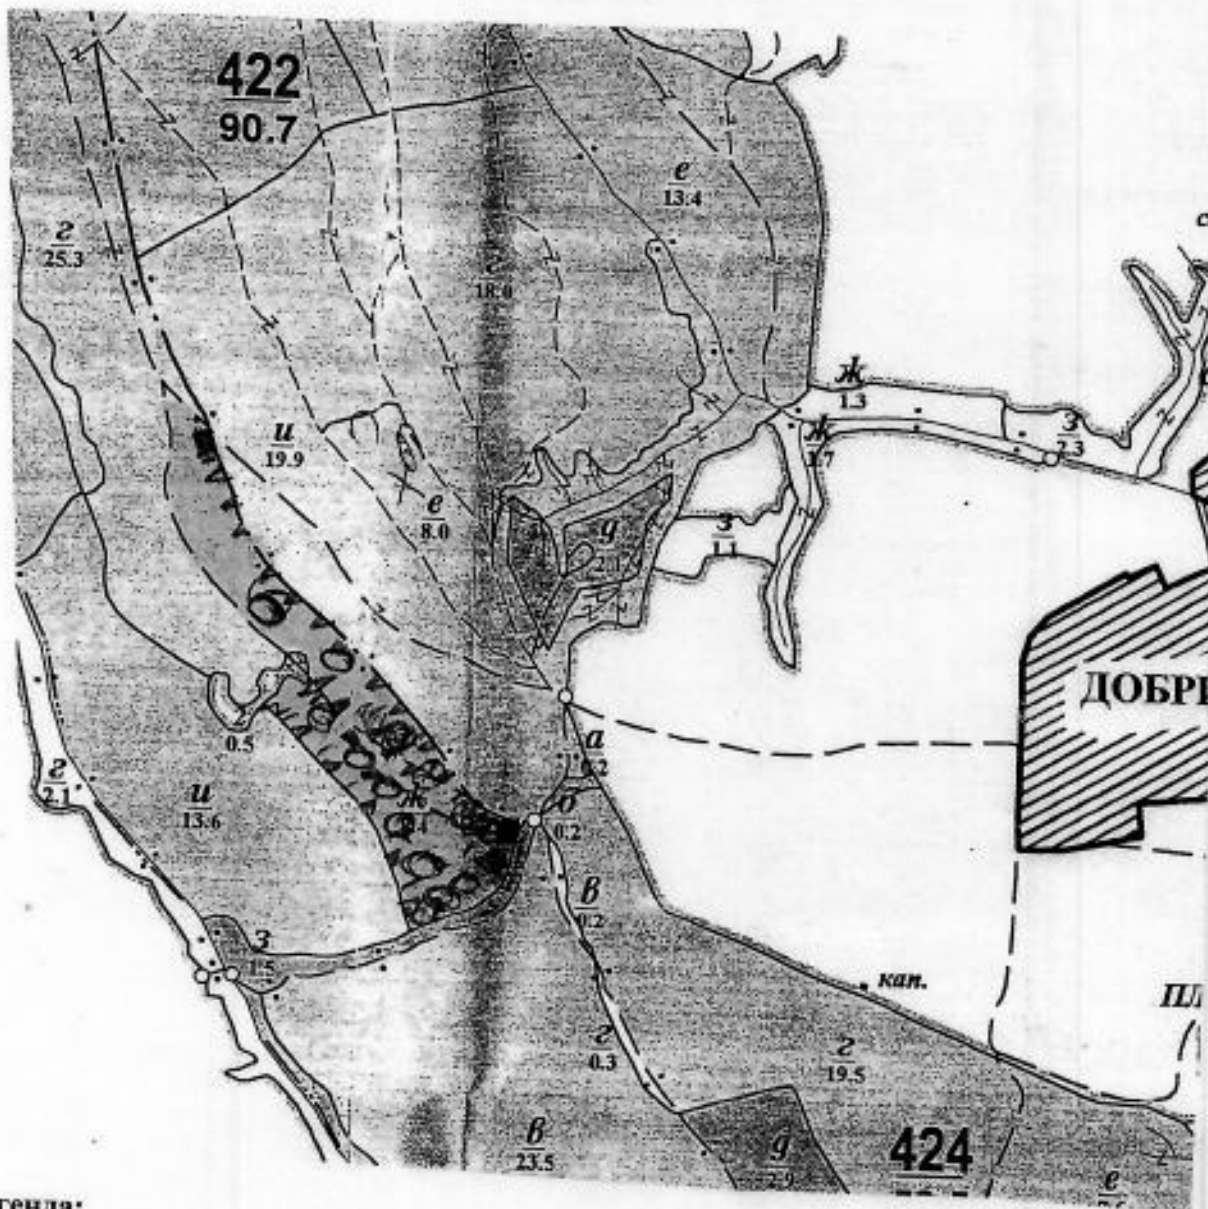 422
90.7
е
13.4
г
25.3
18.0
ж
1.3
ж
1.7
з
2.3
и
19.9
е
8.0
д
2.1
з
1.1
б
ДОБРИ
0.5
а
0.2
г
2.1
и
13.6
ж
б
0.2
в
0.2
з
1.5
кап.
ПЛ
г
0.3
г
19.5
в
23.5
д
2.9
424
е
генда: